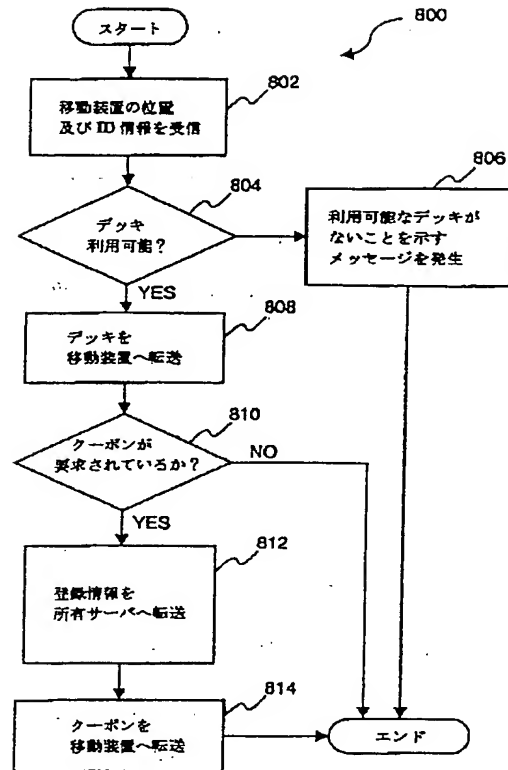 800
スタート
802
移動装置の位置
及び ID 情報を受信
804
デッキ
利用可能？
806
利用可能なデッキが
ないことを示す
メッセージを発生
YES
808
デッキを
移動装置へ転送
810
クーポンが
要求されているか？
NO
YES
812
登録情報を
所有サーバへ転送
814
クーポンを
移動装置へ転送
エンド